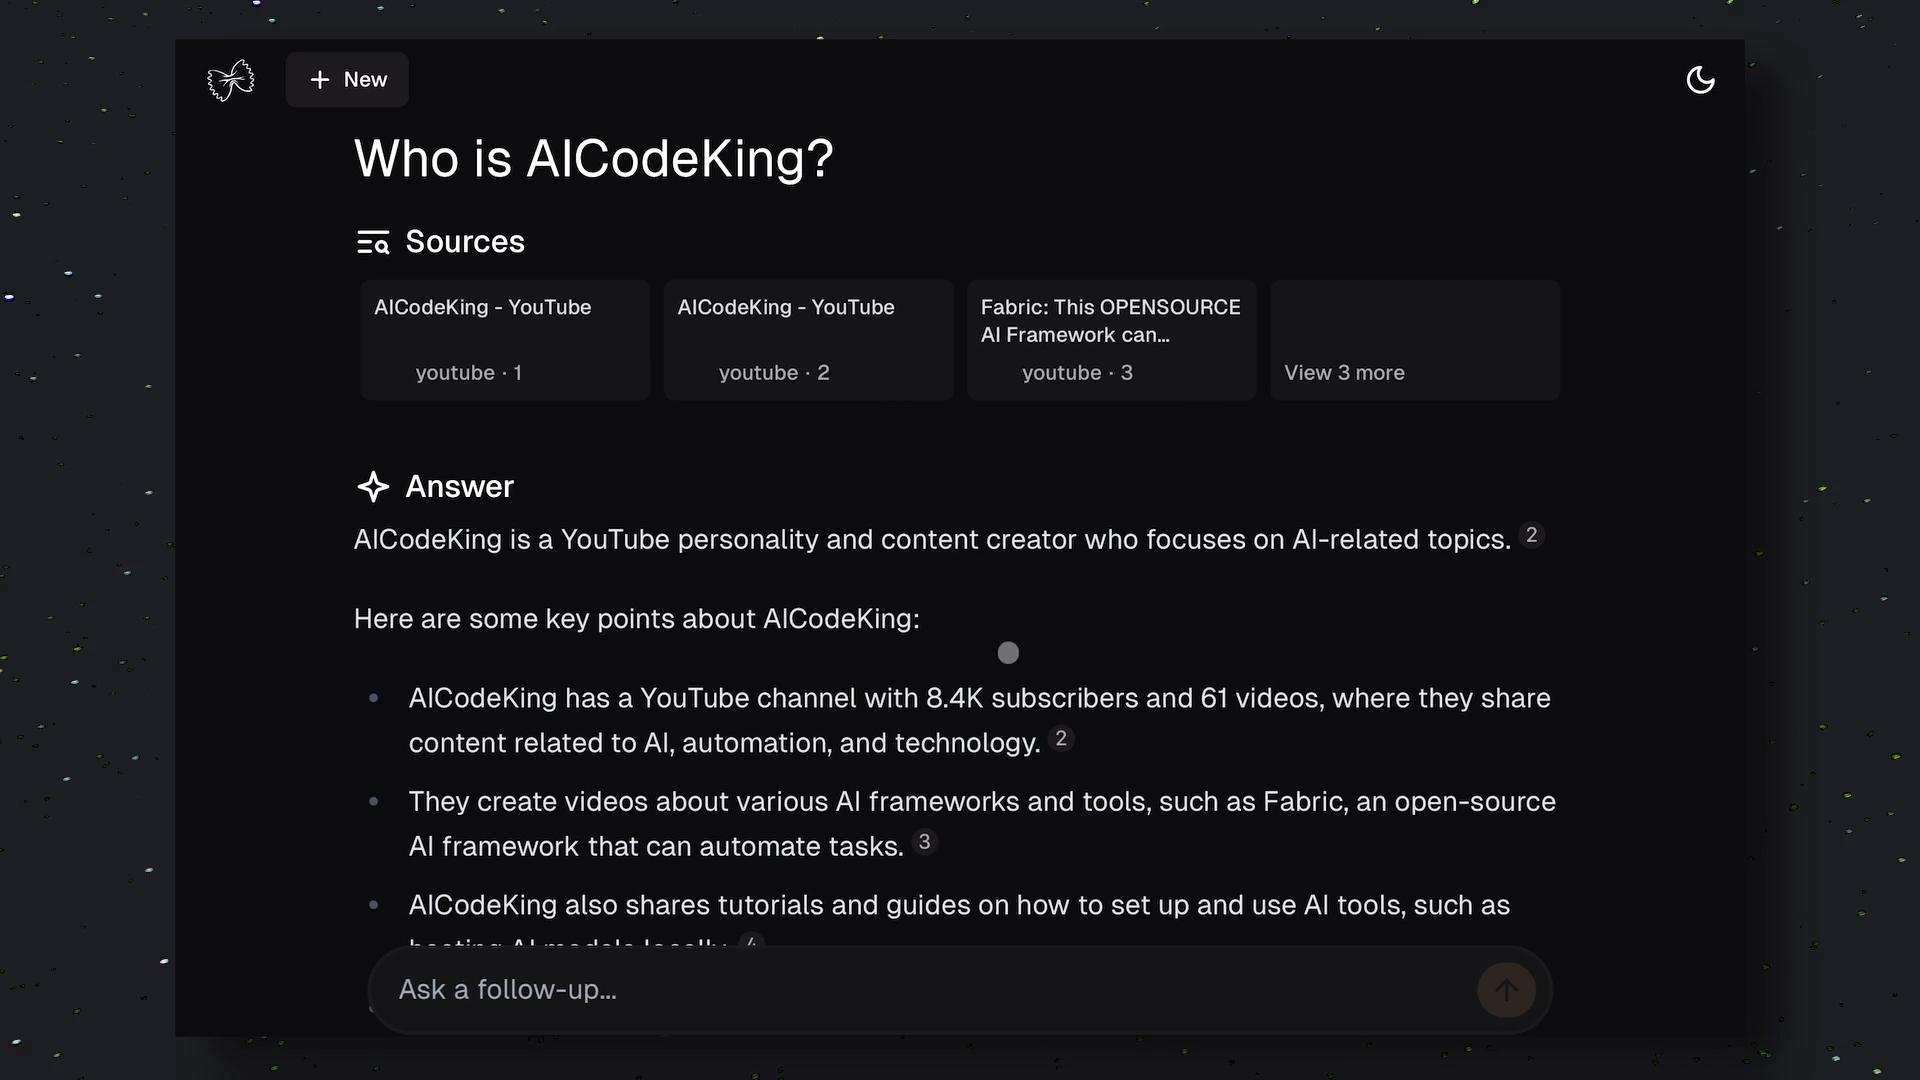 New
Who is AICodeKing?
Sources
AICodeKing - YouTube
youtube · 1
AICodeKing - YouTube
youtube · 2
Fabric: This OPENSOURCE
AI Framework can...
youtube · 3
View 3 more
Answer
AICodeKing is a YouTube personality and content creator who focuses on AI-related topics. 2
Here are some key points about AICodeKing:
• AICodeKing has a YouTube channel with 8.4K subscribers and 61 videos, where they share
content related to AI, automation, and technology. 2
• They create videos about various AI frameworks and tools, such as Fabric, an open-source
AI framework that can automate tasks. 3
• AICodeKing also shares tutorials and guides on how to set up and use AI tools, such as
hosting AI models locally. 4
Ask a follow-up...